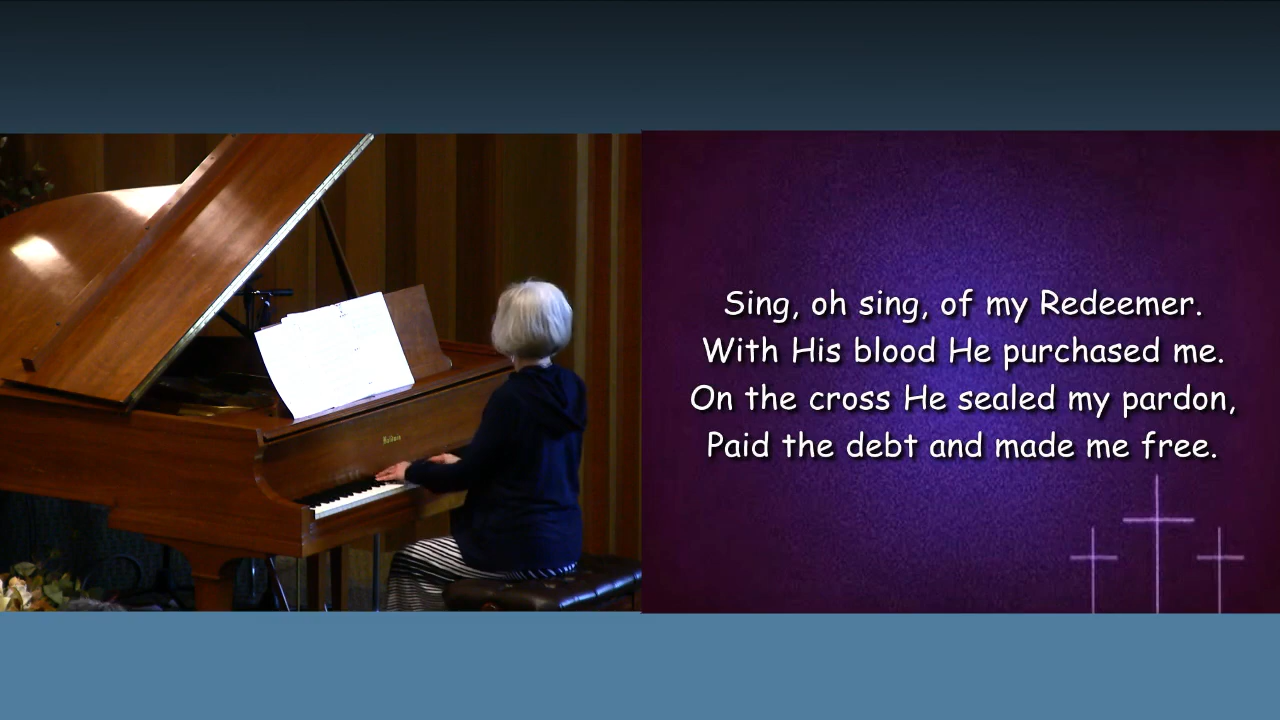 Baldwin
Sing, oh sing, of my Redeemer.
With His blood He purchased me.
On the cross He sealed my pardon,
Paid the debt and made me free.